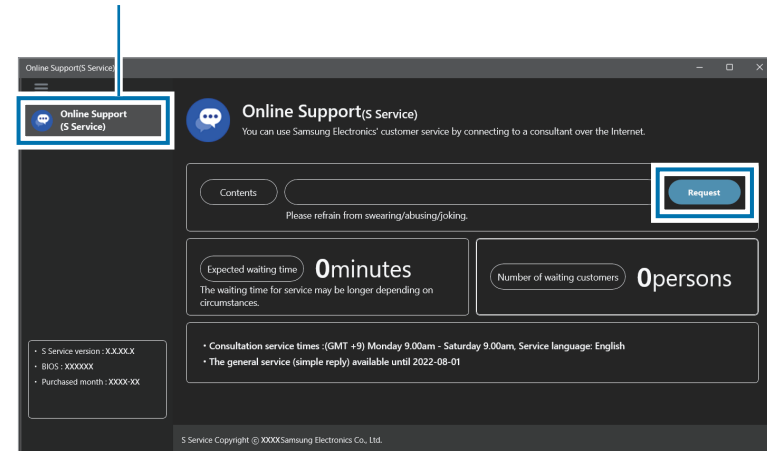 Online Support(S Service)
Online Support
(S Service)
Online Support(S Service)
You can use Samsung Electronics' customer service by connecting to a consultant over the Internet.
Contents
Request
Please refrain from swearing/abusing/joking.
Expected waiting time 0minutes
The waiting time for service may be longer depending on
circumstances.
Number of waiting customers 0persons
• Consultation service times :(GMT +9) Monday 9.00am - Saturday 9.00am, Service language: English
• The general service (simple reply) available until 2022-08-01
• S Service version : X.X.XX.X
• BIOS : XXXXXX
• Purchased month : XXXX-XX
S Service Copyright ⓒ XXXXSamsung Electronics Co., Ltd.